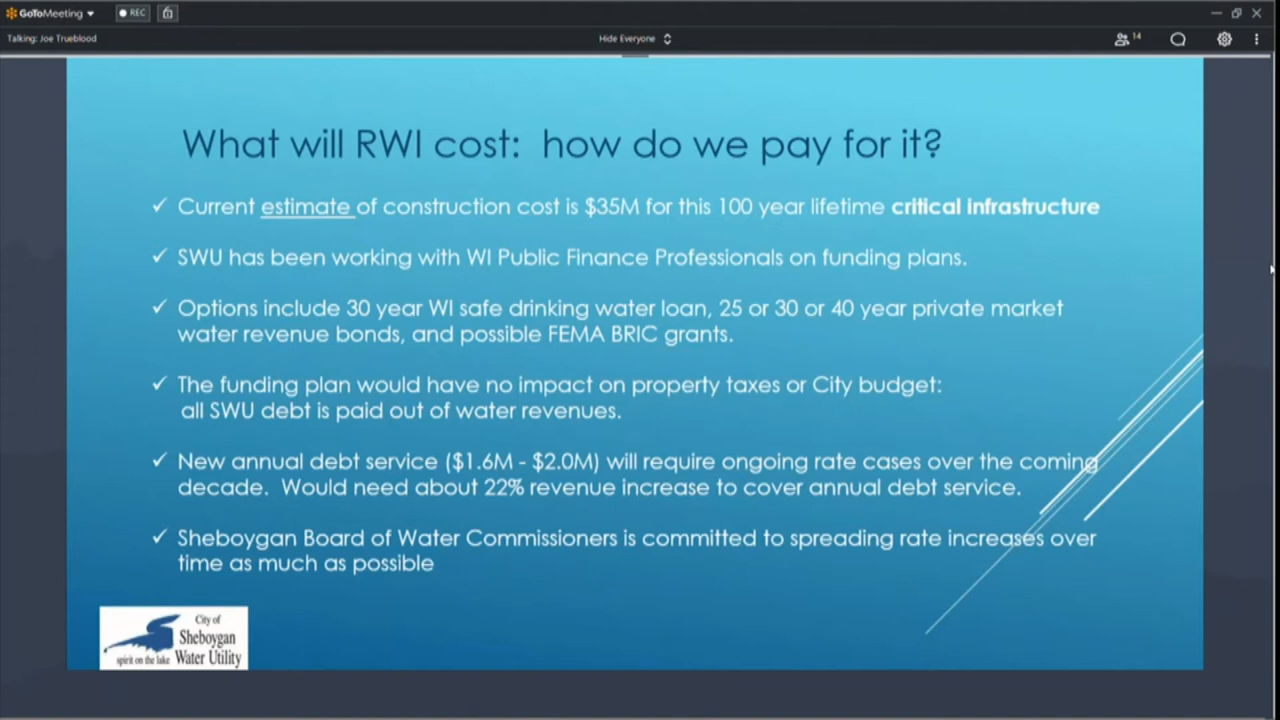 GoToMeeting
REC
Talking: Joe Trueblood
Hide Everyone
14
What will RWI cost: how do we pay for it?
✓ Current estimate of construction cost is $35M for this 100 year lifetime critical infrastructure
✓ SWU has been working with WI Public Finance Professionals on funding plans.
✓ Options include 30 year WI safe drinking water loan, 25 or 30 or 40 year private market
water revenue bonds, and possible FEMA BRIC grants.
✓ The funding plan would have no impact on property taxes or City budget:
all SWU debt is paid out of water revenues.
✓ New annual debt service ($1.6M - $2.0M) will require ongoing rate cases over the coming
decade. Would need about 22% revenue increase to cover annual debt service.
✓ Sheboygan Board of Water Commissioners is committed to spreading rate increases over
time as much as possible
City of
Sheboygan
spirit on the lake Water Utility